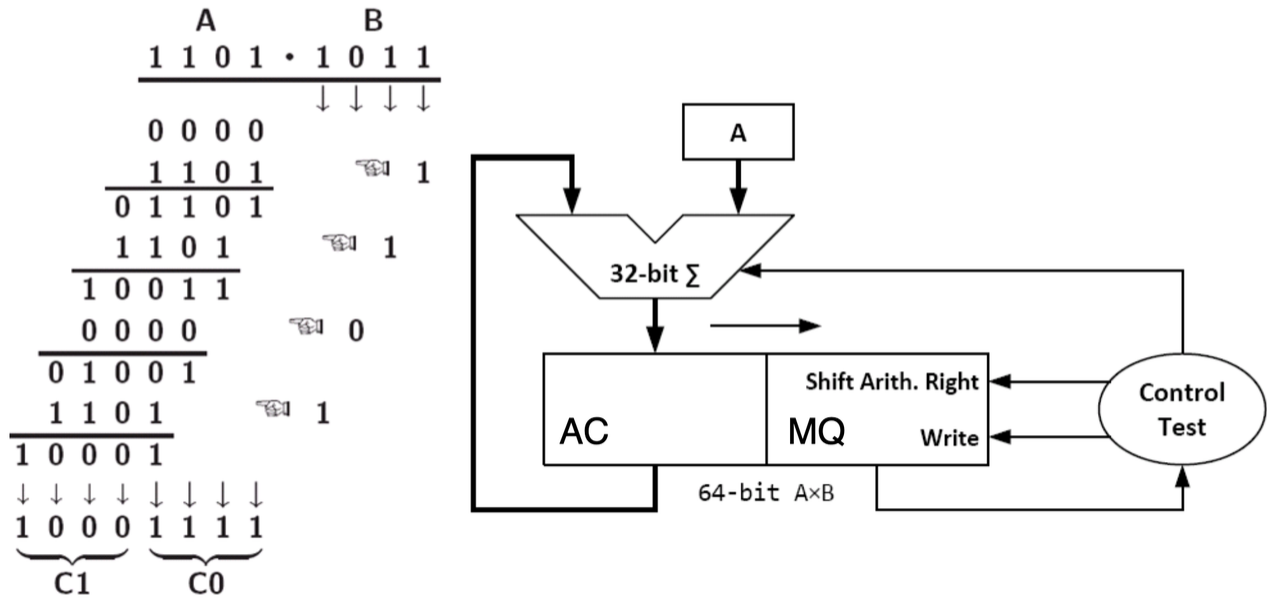 A B
1 1 0 1 · 1 0 1 1
↓ ↓ ↓ ↓
0 0 0 0
1 1 0 1 ☜ 1
0 1 1 0 1
1 1 0 1 ☜ 1
1 0 0 1 1
0 0 0 0 ☜ 0
0 1 0 0 1
1 1 0 1 ☜ 1
1 0 0 0 1
↓ ↓ ↓ ↓ ↓ ↓ ↓ ↓
1 0 0 0 1 1 1 1
C1 C0
A
32-bit ∑
AC
MQ
Shift Arith. Right
Write
64-bit A×B
Control
Test